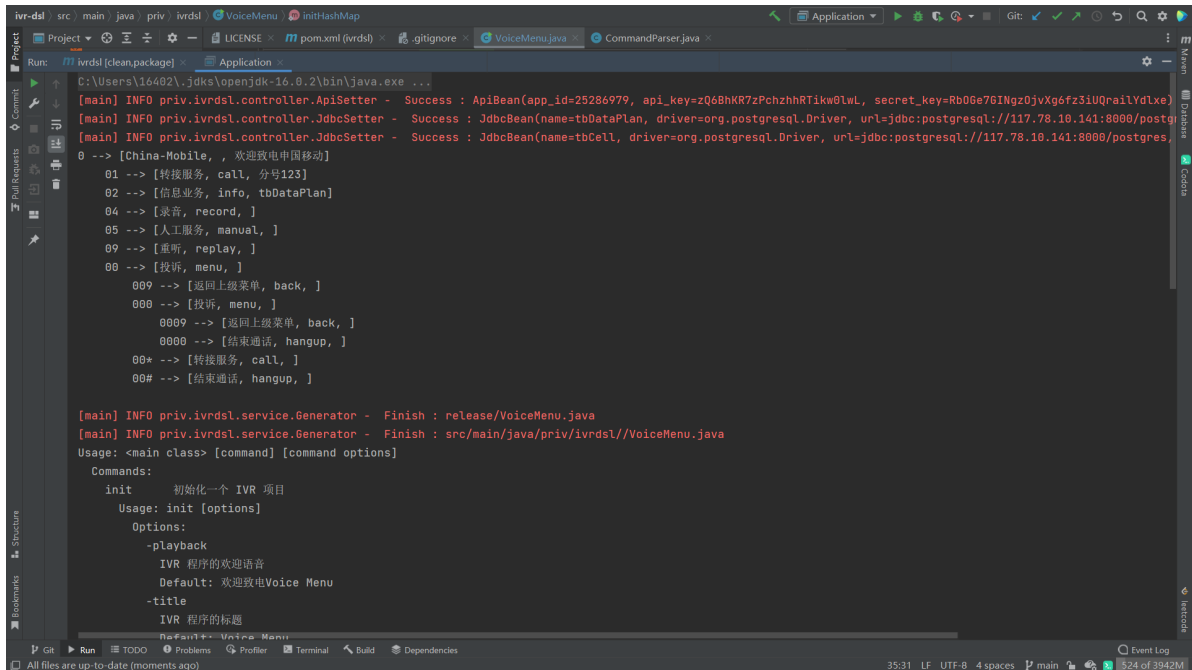 ivr-dsl › src › main › java › priv › ivrdsl › VoiceMenu › initHashMap
Application
Git:
Project
LICENSE
pom.xml (ivrdsl)
.gitignore
VoiceMenu.java
CommandParser.java
Run:
ivrdsl [clean,package]
Application
C:\Users\16402\.jdks\openjdk-16.0.2\bin\java.exe ...
[main] INFO priv.ivrdsl.controller.ApiSetter - Success : ApiBean(app_id=25286979, api_key=zQ6BhKR7zPchzhhRTikw0lwL, secret_key=RbOGe7GINgzOjvXg6fz3iUQrailYdlxe)
[main] INFO priv.ivrdsl.controller.JdbcSetter - Success : JdbcBean(name=tbDataPlan, driver=org.postgresql.Driver, url=jdbc:postgresql://117.78.10.141:8000/postg
[main] INFO priv.ivrdsl.controller.JdbcSetter - Success : JdbcBean(name=tbCell, driver=org.postgresql.Driver, url=jdbc:postgresql://117.78.10.141:8000/postgres,
0 --> [China-Mobile, , 欢迎致电申国移动]
01 --> [转接服务, call, 分号123]
02 --> [信息业务, info, tbDataPlan]
04 --> [录音, record, ]
05 --> [人工服务, manual, ]
09 --> [重听, replay, ]
00 --> [投诉, menu, ]
009 --> [返回上级菜单, back, ]
000 --> [投诉, menu, ]
0009 --> [返回上级菜单, back, ]
0000 --> [结束通话, hangup, ]
00* --> [转接服务, call, ]
00# --> [结束通话, hangup, ]
[main] INFO priv.ivrdsl.service.Generator - Finish : release/VoiceMenu.java
[main] INFO priv.ivrdsl.service.Generator - Finish : src/main/java/priv/ivrdsl//VoiceMenu.java
Usage: <main class> [command] [command options]
Commands:
init 初始化一个 IVR 项目
Usage: init [options]
Options:
-playback
IVR 程序的欢迎语音
Default: 欢迎致电Voice Menu
-title
IVR 程序的标题
Default: Voice Menu
Project
Commit
Pull Requests
Structure
Bookmarks
Maven
Database
Codota
leetcode
Git
Run
TODO
Problems
Profiler
Terminal
Build
Dependencies
Event Log
All files are up-to-date (moments ago)
35:31 LF UTF-8 4 spaces main 524 of 3942M